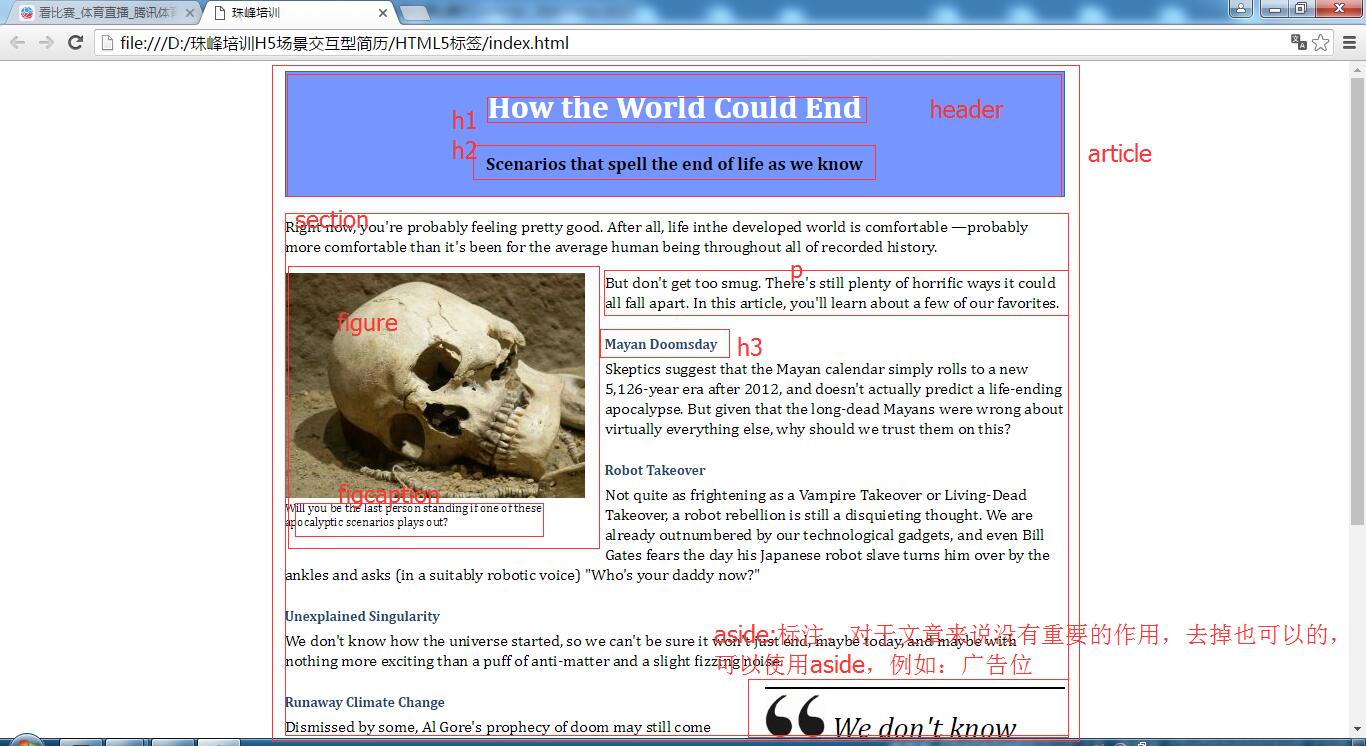 看比赛_体育直播_腾讯体育
珠峰培训
file:///D:/珠峰培训H5场景交互型简历/HTML5标签/index.html
How the World Could End
header
h1
article
h2
Scenarios that spell the end of life as we know
section
Right now, you're probably feeling pretty good. After all, life inthe developed world is comfortable —probably
more comfortable than it's been for the average human being throughout all of recorded history.
p
But don't get too smug. There's still plenty of horrific ways it could
all fall apart. In this article, you'll learn about a few of our favorites.
figure
Mayan Doomsday
h3
Skeptics suggest that the Mayan calendar simply rolls to a new
5,126-year era after 2012, and doesn't actually predict a life-ending
apocalypse. But given that the long-dead Mayans were wrong about
virtually everything else, why should we trust them on this?
figcaption
Will you be the last person standing if one of these
apocalyptic scenarios plays out?
Robot Takeover
Not quite as frightening as a Vampire Takeover or Living-Dead
Takeover, a robot rebellion is still a disquieting thought. We are
already outnumbered by our technological gadgets, and even Bill
Gates fears the day his Japanese robot slave turns him over by the
ankles and asks (in a suitably robotic voice) "Who's your daddy now?"
Unexplained Singularity
We don't know how the universe started, so we can't be sure it won't just end, maybe today, and maybe with
nothing more exciting than a puff of anti-matter and a slight fizzing noise.
aside:标注，对于文章来说没有重要的作用，去掉也可以的，
可以使用aside，例如：广告位
Runaway Climate Change
Dismissed by some, Al Gore's prophecy of doom may still come
“ We don't know